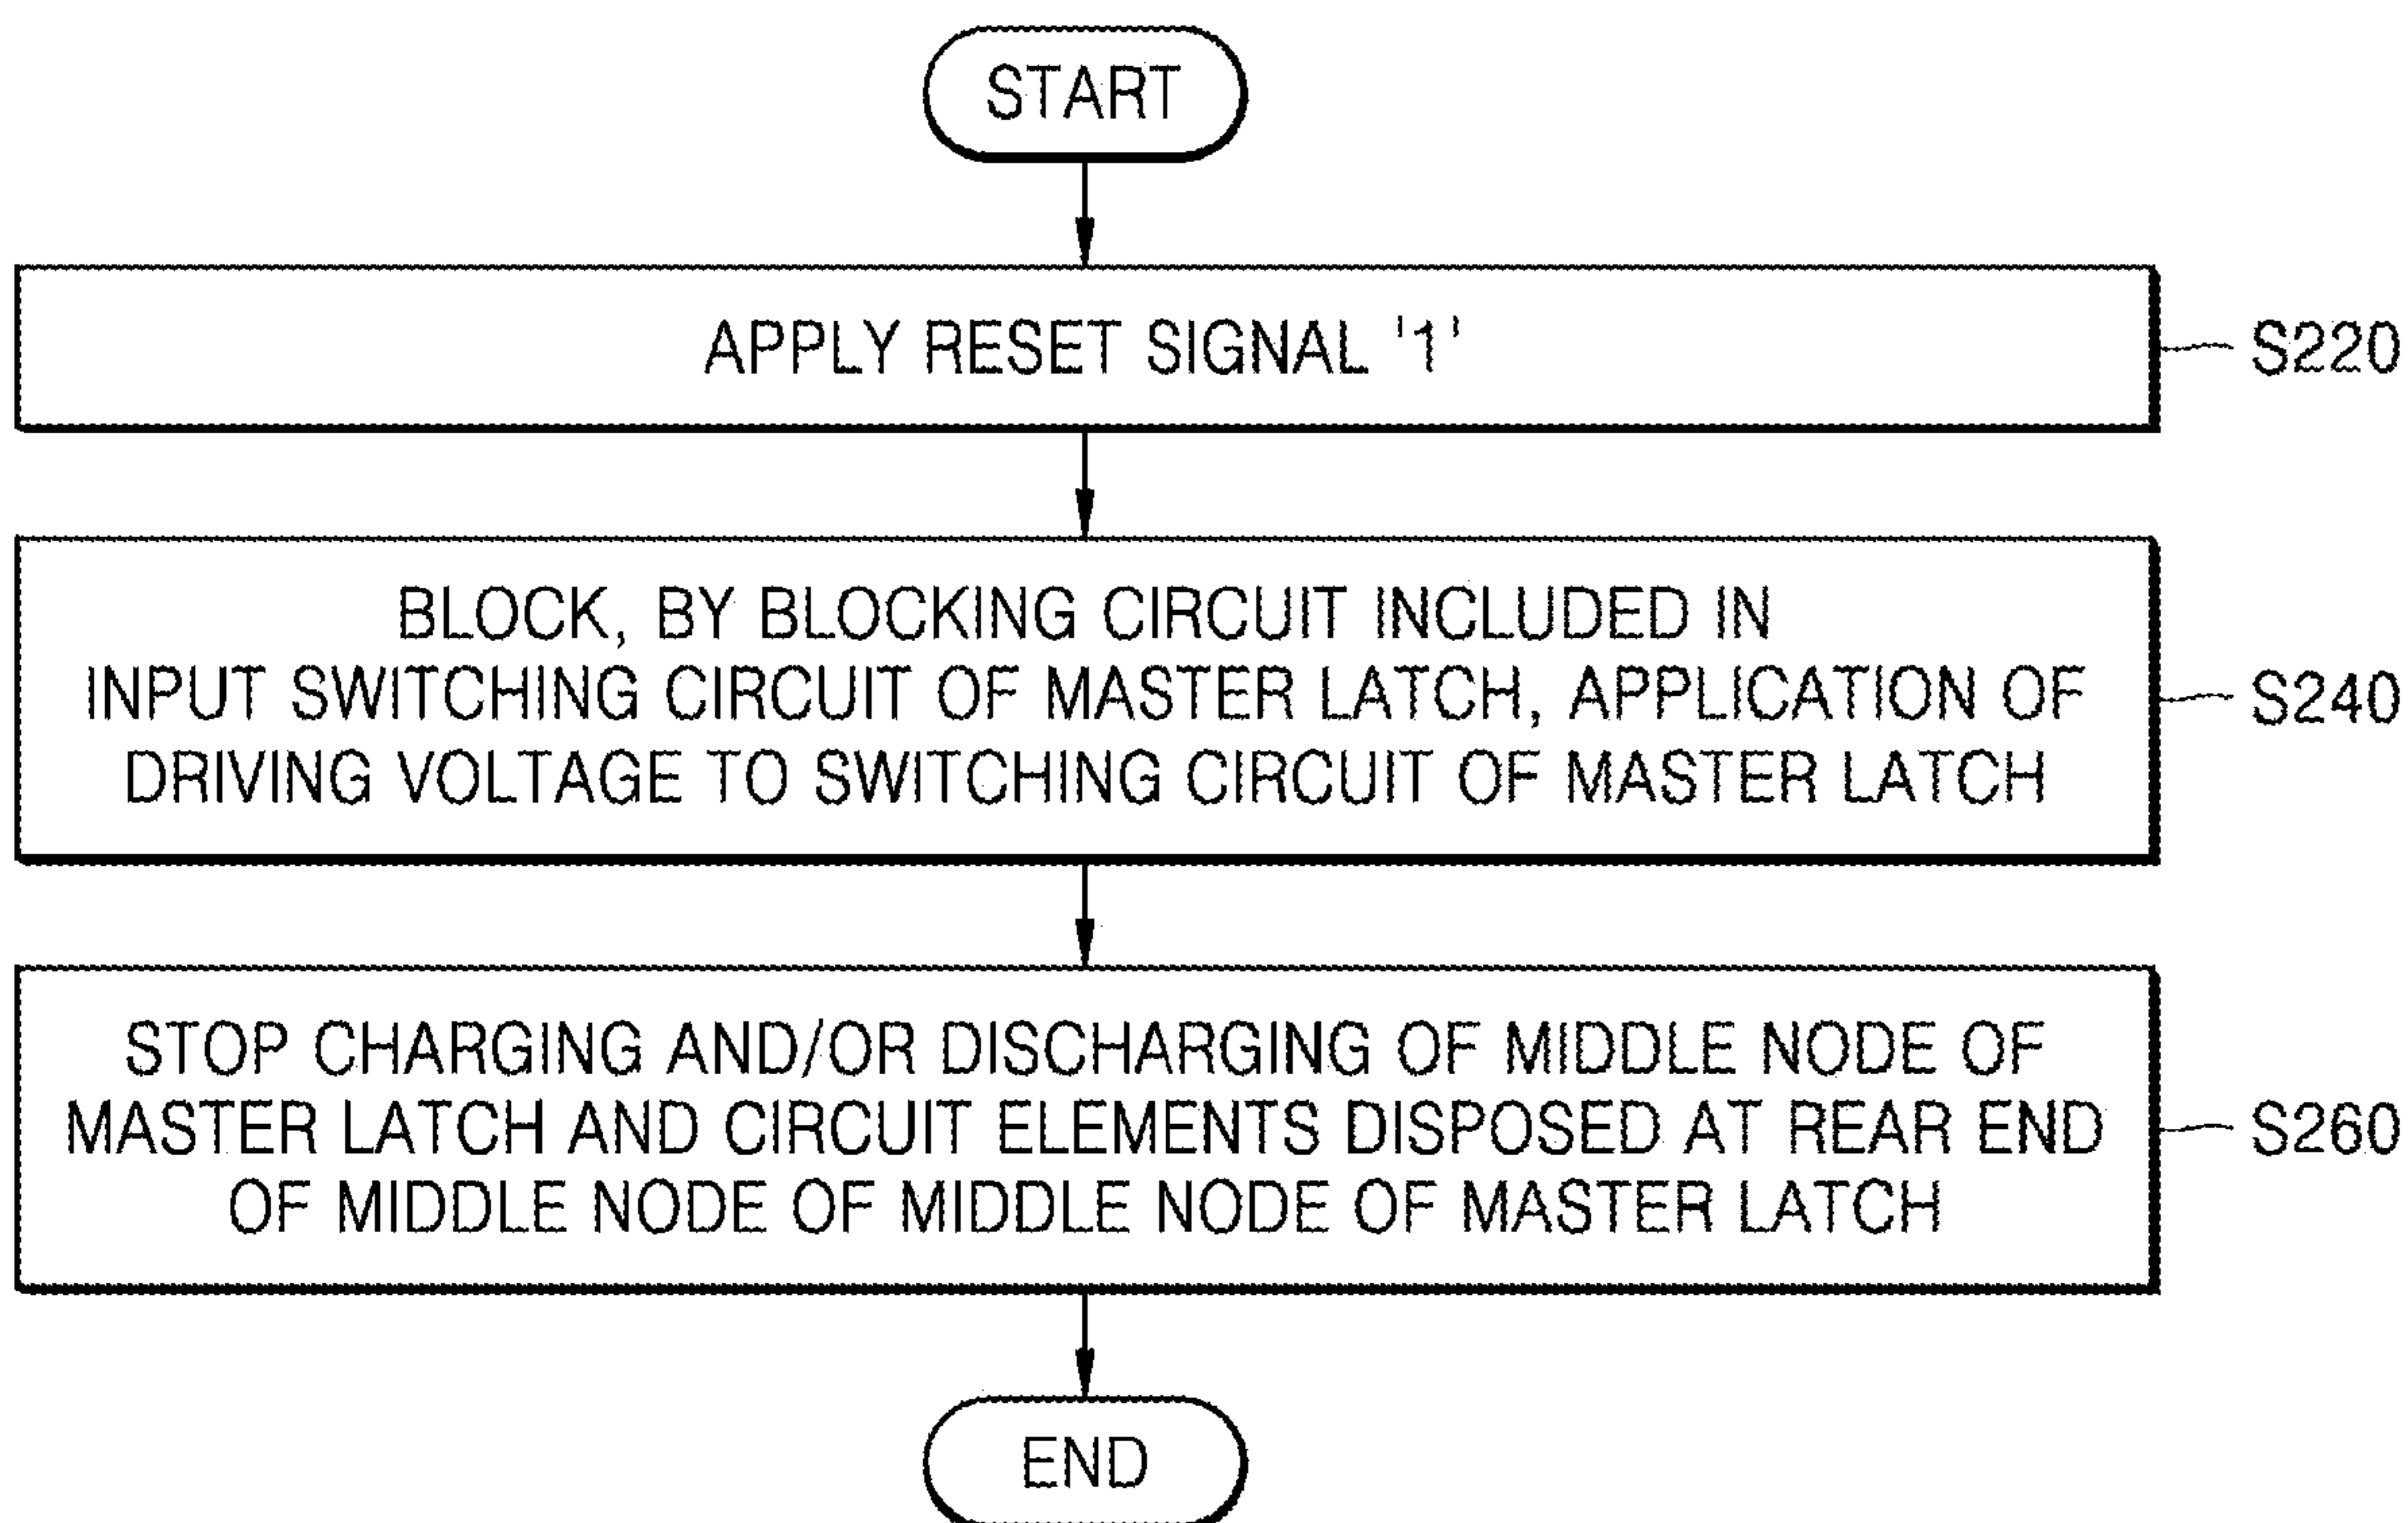 START
APPLY RESET SIGNAL '1'
S220
BLOCK, BY BLOCKING CIRCUIT INCLUDED IN
INPUT SWITCHING CIRCUIT OF MASTER LATCH, APPLICATION OF
DRIVING VOLTAGE TO SWITCHING CIRCUIT OF MASTER LATCH
S240
STOP CHARGING AND/OR DISCHARGING OF MIDDLE NODE OF
MASTER LATCH AND CIRCUIT ELEMENTS DISPOSED AT REAR END
OF MIDDLE NODE OF MIDDLE NODE OF MASTER LATCH
S260
END